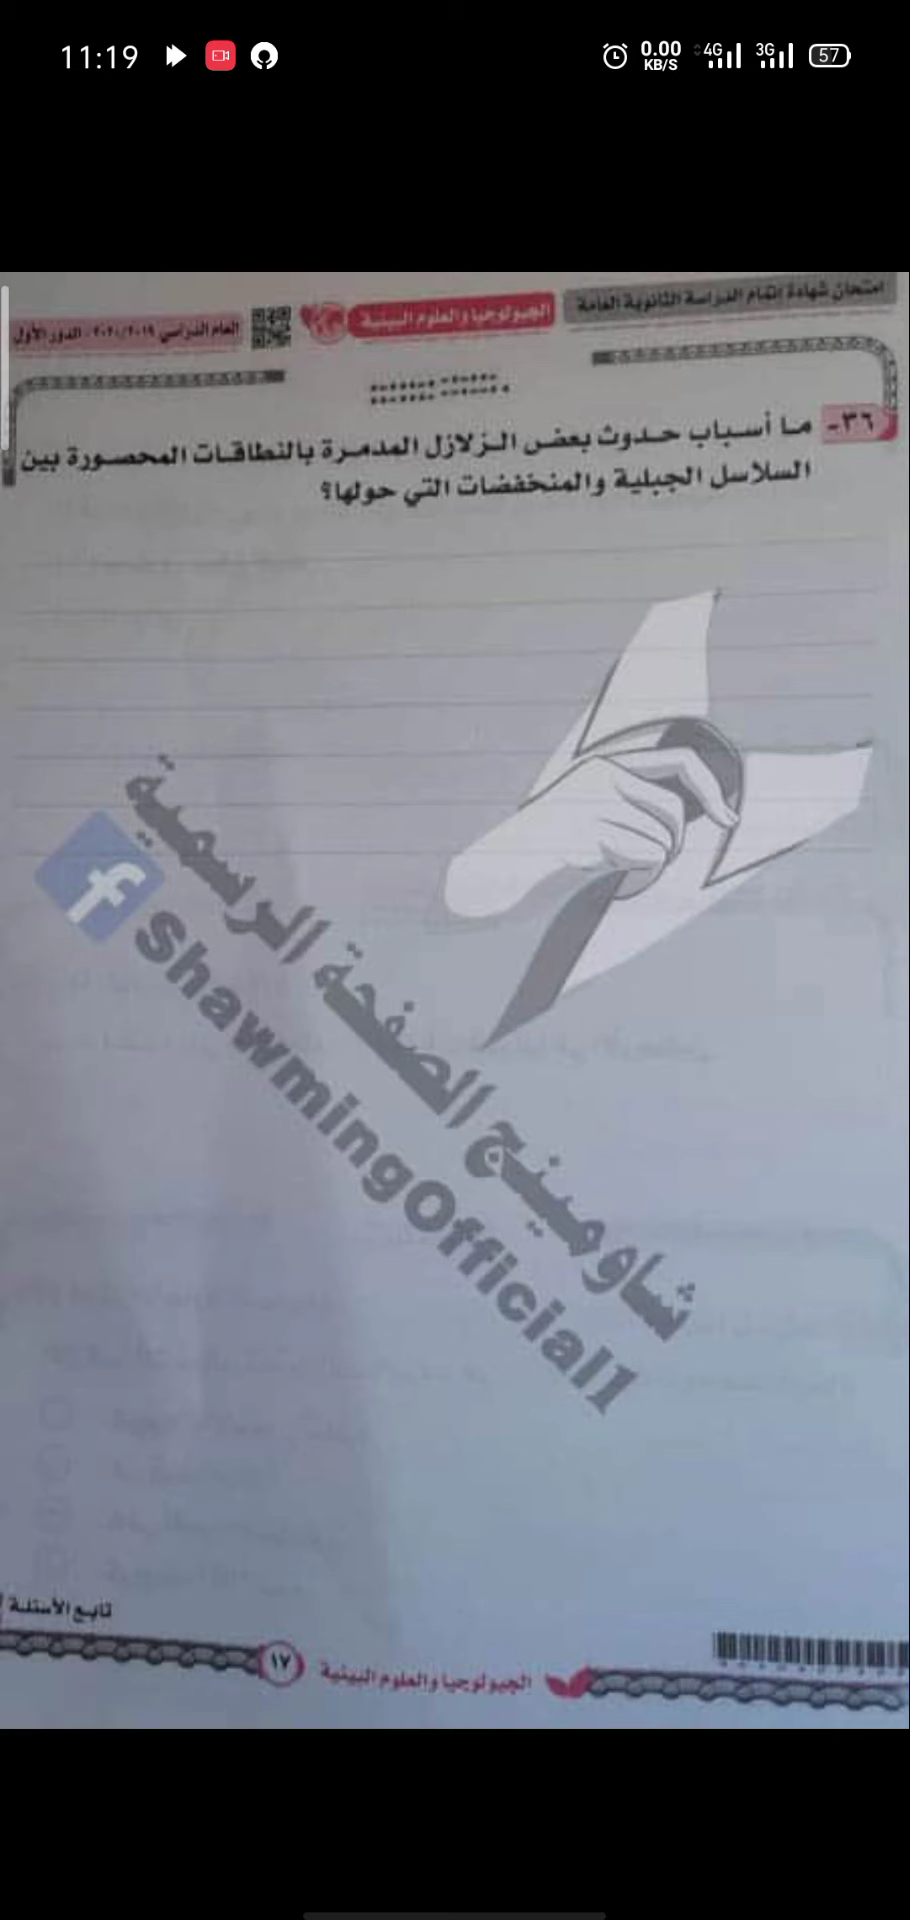 11:19
0.00
KB/S
4G
3G
57
امتحان شهادة إتمام الدراسة الثانوية العامة
الجيولوجيا والعلوم البيئية
العام الدراسي ٢٠٢٠/٢٠١٩ - الدور الأول
٣٦- ما أسباب حدوث بعض الزلازل المدمرة بالنطاقات المحصورة بين
السلاسل الجبلية والمنخفضات التي حولها؟
شاومينج الصفحة الرسمية
f ShawmingOfficial1
تابع الأسئلة
الجيولوجيا والعلوم البيئية
١٧